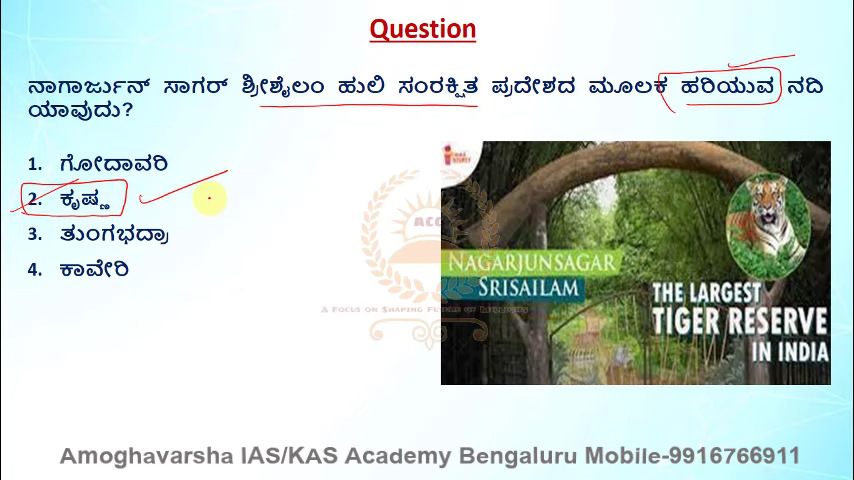 Question
ನಾಗಾರ್ಜುನ್ ಸಾಗರ್ ಶ್ರೀಶೈಲಂ ಹುಲಿ ಸಂರಕ್ಷಿತ ಪ್ರದೇಶದ ಮೂಲಕ ಹರಿಯುವ ನದಿ
ಯಾವುದು?
1. ಗೋದಾವರಿ
2. ಕೃಷ್ಣ
3. ತುಂಗಭದ್ರಾ
4. ಕಾವೇರಿ
ACC
NAGARJUNSAGAR
SRISAILAM
THE LARGEST
TIGER RESERVE
IN INDIA
Amoghavarsha IAS/KAS Academy Bengaluru Mobile-9916766911